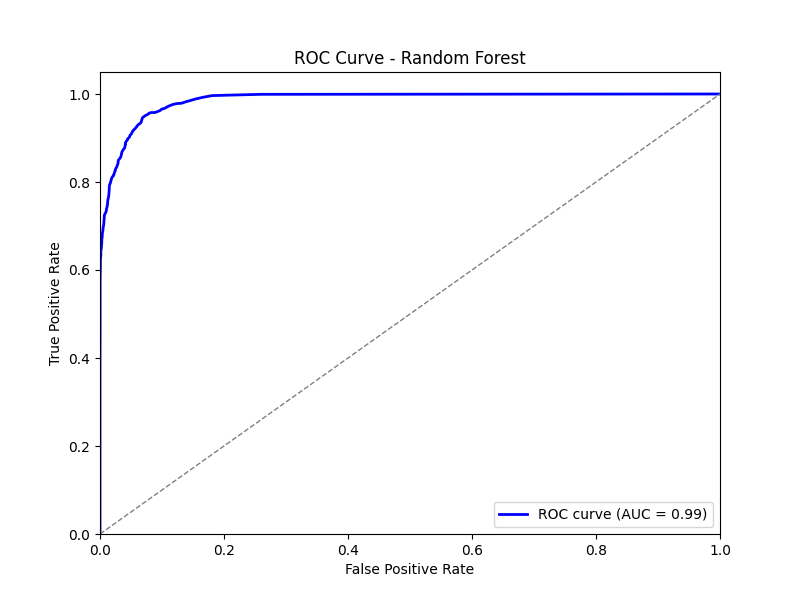 ROC Curve - Random Forest
1.0
0.8
0.6
0.4
0.2
0.0
True Positive Rate
ROC curve (AUC = 0.99)
0.0 0.2 0.4 0.6 0.8 1.0
False Positive Rate